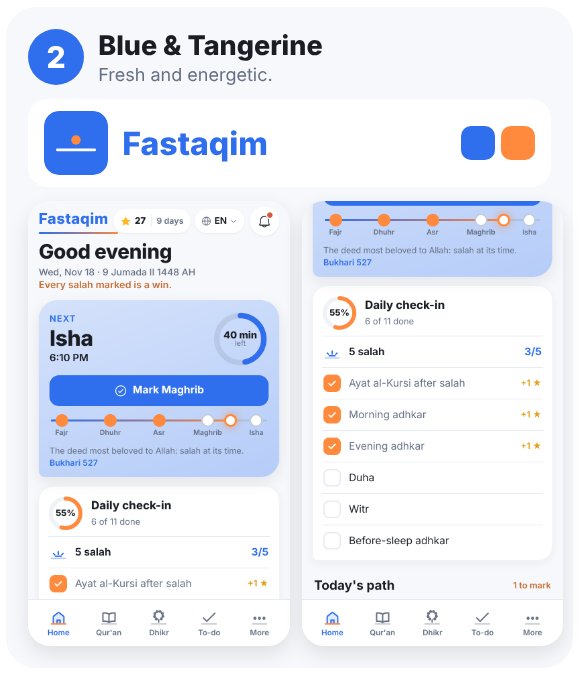 2
Blue & Tangerine
Fresh and energetic.
Fastaqim
Fastaqim
27
9 days
EN
Good evening
Wed, Nov 18 · 9 Jumada II 1448 AH
Every salah marked is a win.
NEXT
Isha
6:10 PM
40 min
left
Mark Maghrib
Fajr Dhuhr Asr Maghrib Isha
The deed most beloved to Allah: salah at its time.
Bukhari 527
55%
Daily check-in
6 of 11 done
5 salah 3/5
Ayat al-Kursi after salah +1 ★
Home Qur'an Dhikr To-do More
Fajr Dhuhr Asr Maghrib Isha
The deed most beloved to Allah: salah at its time.
Bukhari 527
55%
Daily check-in
6 of 11 done
5 salah 3/5
Ayat al-Kursi after salah +1 ★
Morning adhkar +1 ★
Evening adhkar +1 ★
Duha
Witr
Before-sleep adhkar
Today's path 1 to mark
Home Qur'an Dhikr To-do More